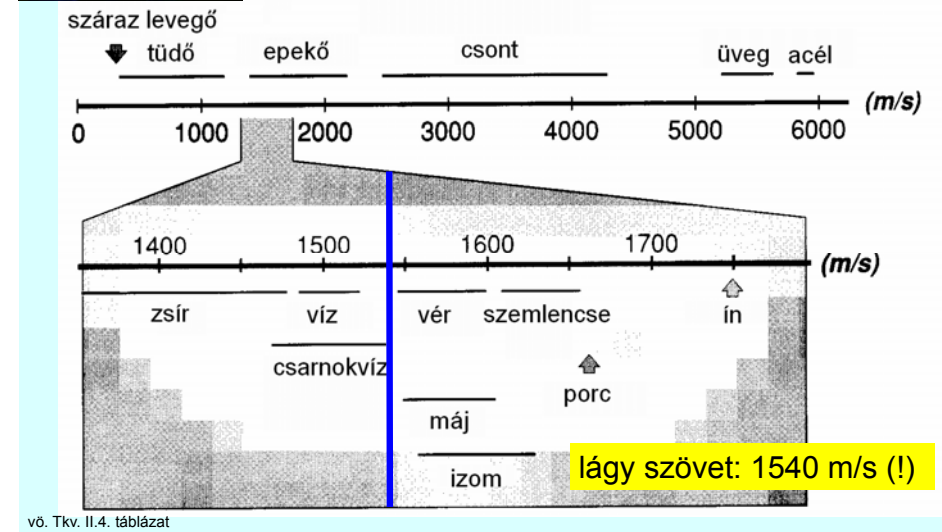 száraz levegő
tüdő epekő csont üveg acél
(m/s)
0 1000 2000 3000 4000 5000 6000
1400 1500 1600 1700
(m/s)
zsír víz vér szemlencse ín
csarnokvíz
porc
máj
izom
lágy szövet: 1540 m/s (!)
vö. Tkv. II.4. táblázat